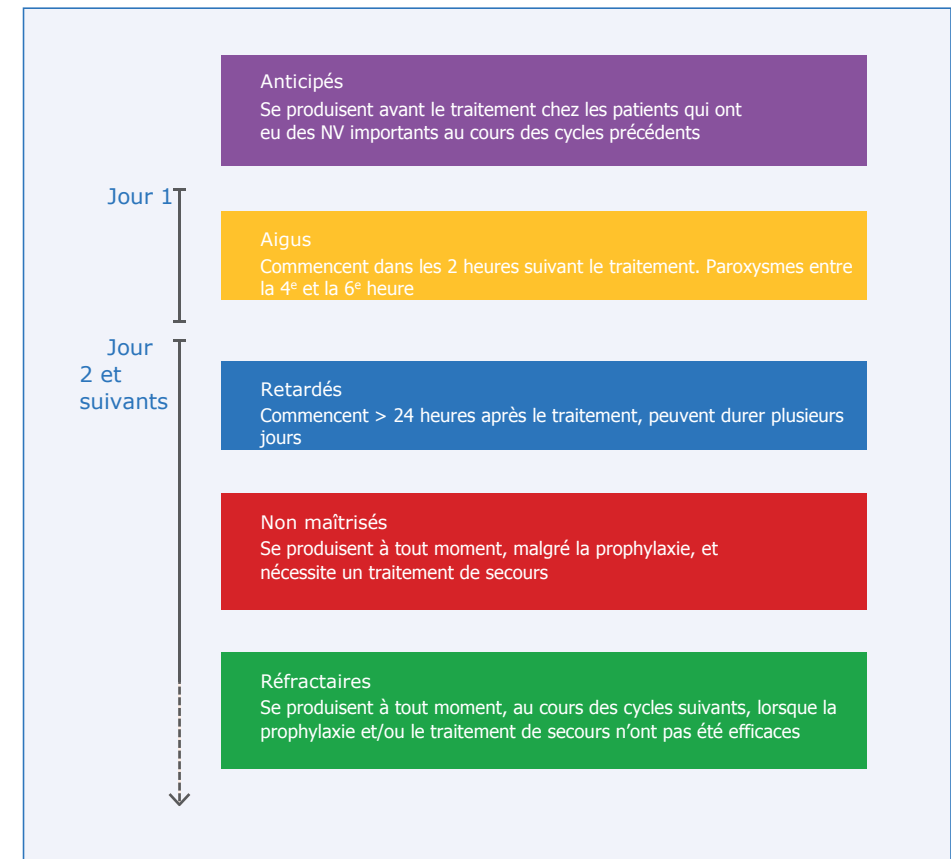 Anticipés
Se produisent avant le traitement chez les patients qui ont
eu des NV importants au cours des cycles précédents
Jour 1
Aigus
Commencent dans les 2 heures suivant le traitement. Paroxysmes entre
la 4e et la 6e heure
Jour
2 et
suivants
Retardés
Commencent > 24 heures après le traitement, peuvent durer plusieurs
jours
Non maîtrisés
Se produisent à tout moment, malgré la prophylaxie, et
nécessite un traitement de secours
Réfractaires
Se produisent à tout moment, au cours des cycles suivants, lorsque la
prophylaxie et/ou le traitement de secours n’ont pas été efficaces